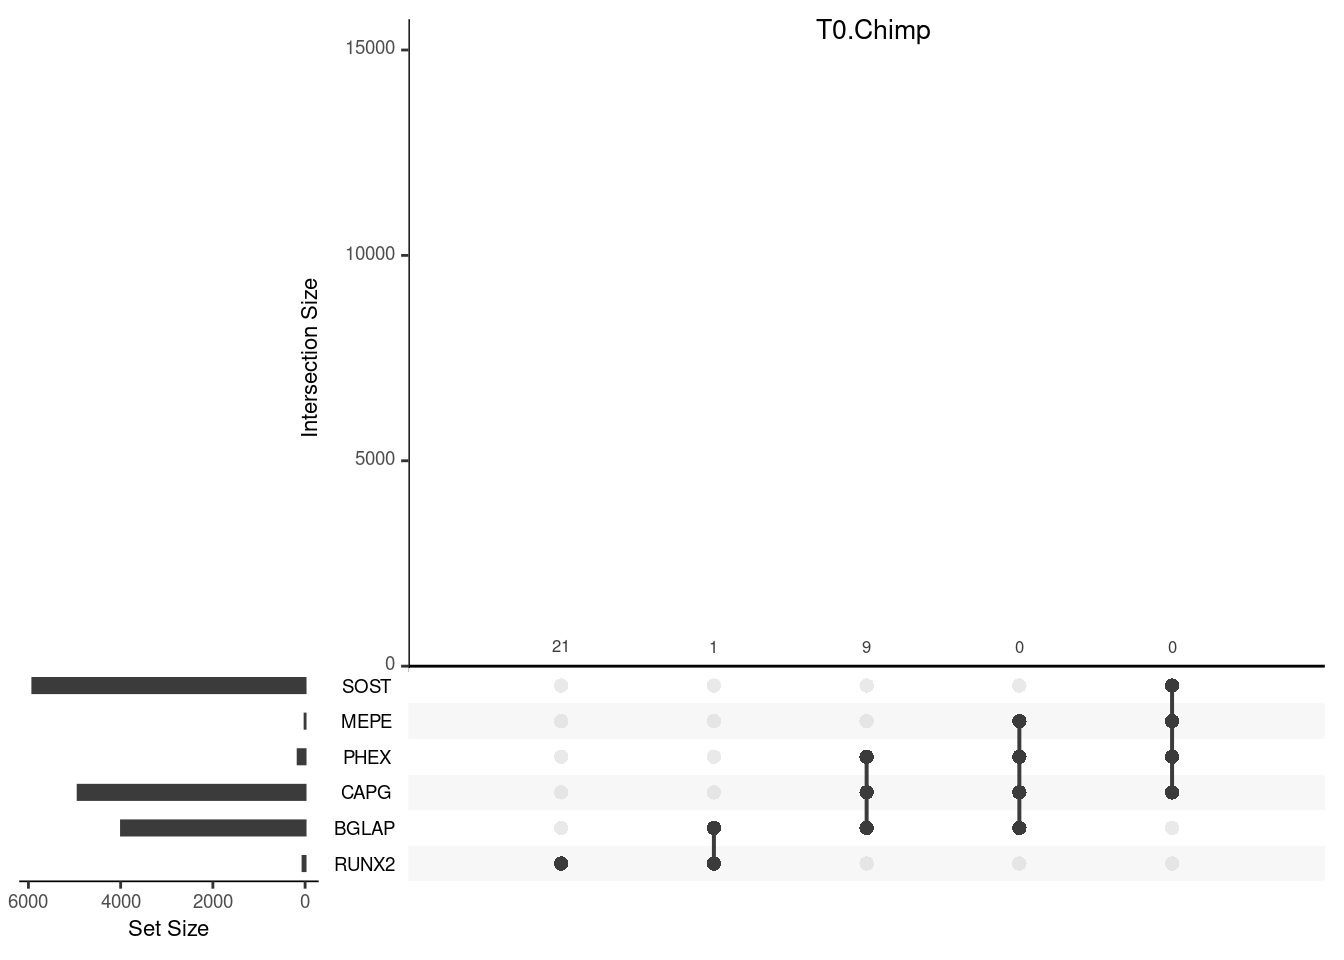 T0.Chimp
15000
10000
5000
0
Intersection Size
21 1 9 0 0
SOST
MEPE
PHEX
CAPG
BGLAP
RUNX2
6000 4000 2000 0
Set Size